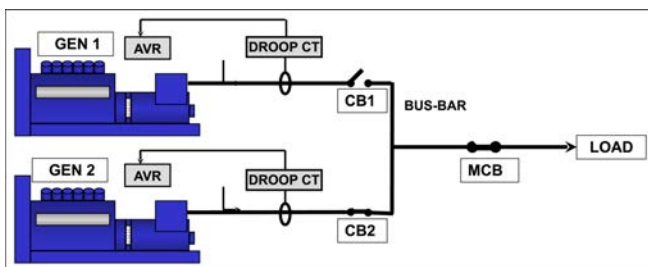 GEN 1
AVR
DROOP CT
CB1
BUS-BAR
MCB
LOAD
GEN 2
AVR
DROOP CT
CB2